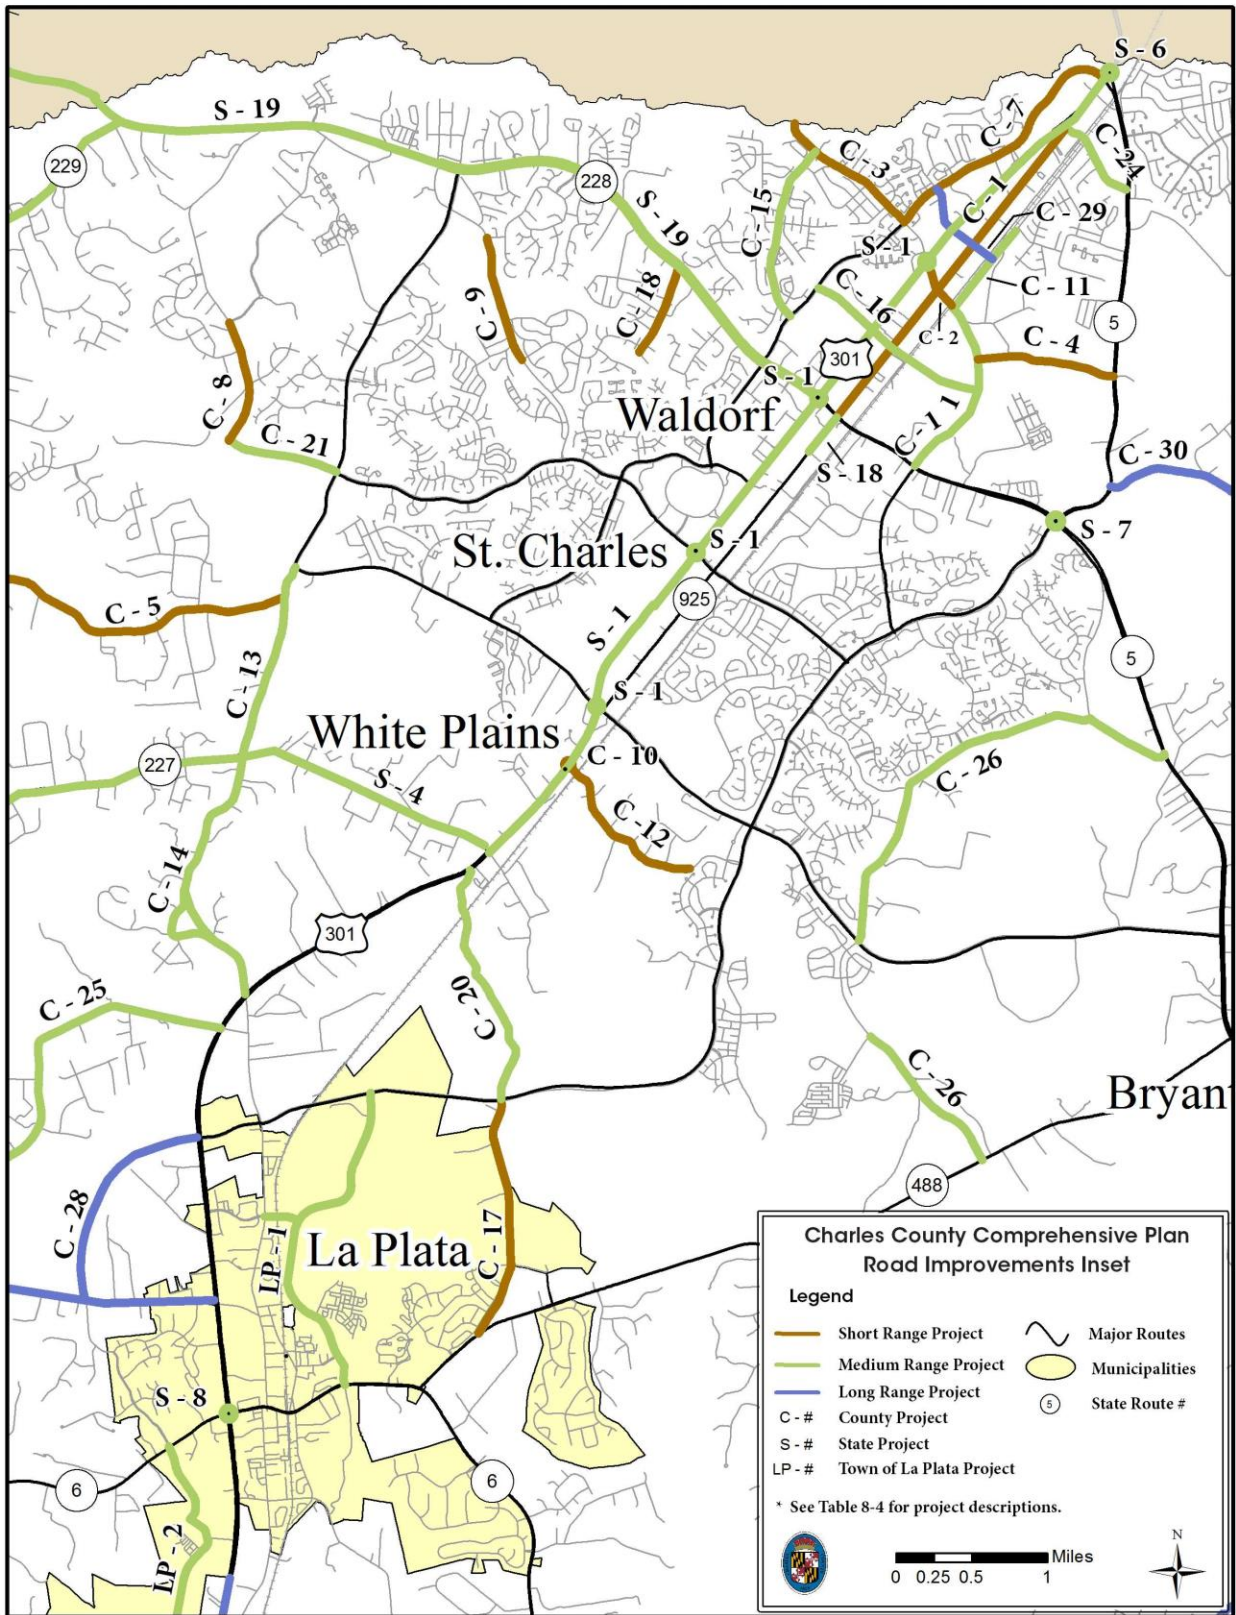 S - 6
S - 19
C - 7
C - 3
C - 24
229
228
C - 1
S - 19
C - 15
C - 29
S - 1
C - 11
C - 9
C - 18
C - 16
C - 2
5
301
C - 4
C - 8
S - 1
Waldorf
C - 21
C - 1 1
C - 30
S - 18
S - 7
S - 1
St. Charles
925
C - 5
S - 1
5
C - 13
S - 1
White Plains
C - 10
227
S - 4
C - 26
C - 12
C - 14
301
C - 25
C - 20
C - 26
Bryant
488
C - 28
C - 17
LP - 1
La Plata
S - 8
6
6
LP - 2
Charles County Comprehensive Plan
Road Improvements Inset
Legend
Short Range Project
Major Routes
Medium Range Project
Municipalities
Long Range Project
5
State Route #
C - # County Project
S - # State Project
LP - # Town of La Plata Project
* See Table 8-4 for project descriptions.
N
Miles
0 0.25 0.5 1